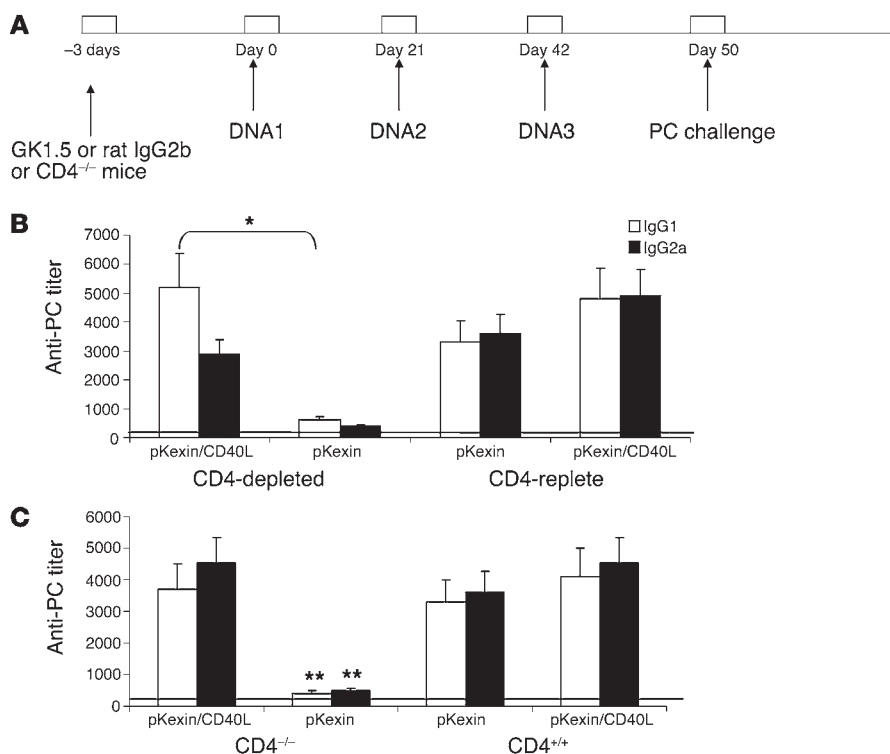 A
–3 days
Day 0
Day 21
Day 42
Day 50
DNA1
DNA2
DNA3
PC challenge
GK1.5 or rat IgG2b
or CD4–/– mice
B
*
IgG1
IgG2a
Anti-PC titer
7000
6000
5000
4000
3000
2000
1000
0
pKexin/CD40L
pKexin
pKexin
pKexin/CD40L
CD4-depleted
CD4-replete
C
Anti-PC titer
6000
5000
4000
3000
2000
1000
0
**
**
pKexin/CD40L
pKexin
pKexin
pKexin/CD40L
CD4–/–
CD4+/+